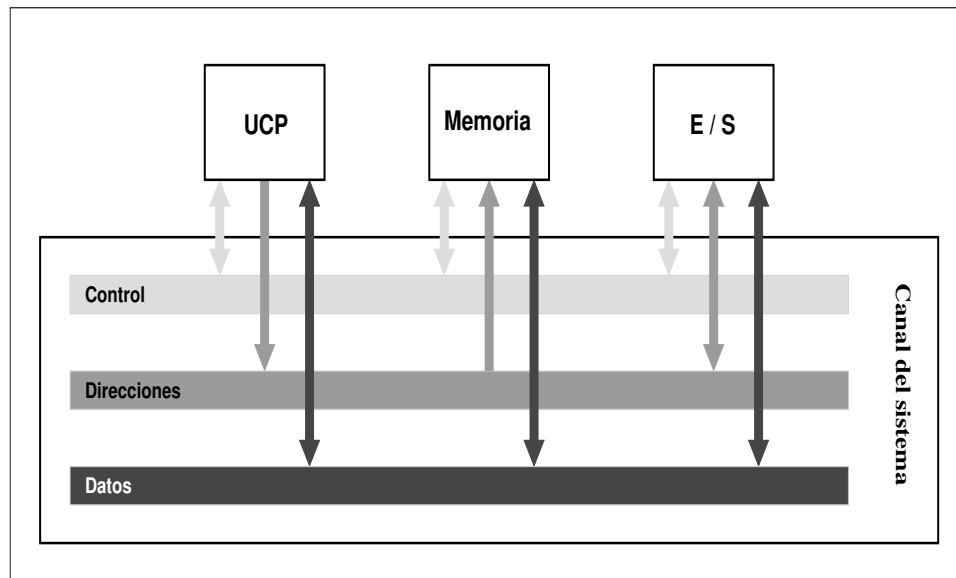 UCP
Memoria
E / S
Control
Direcciones
Datos
Canal del sistema